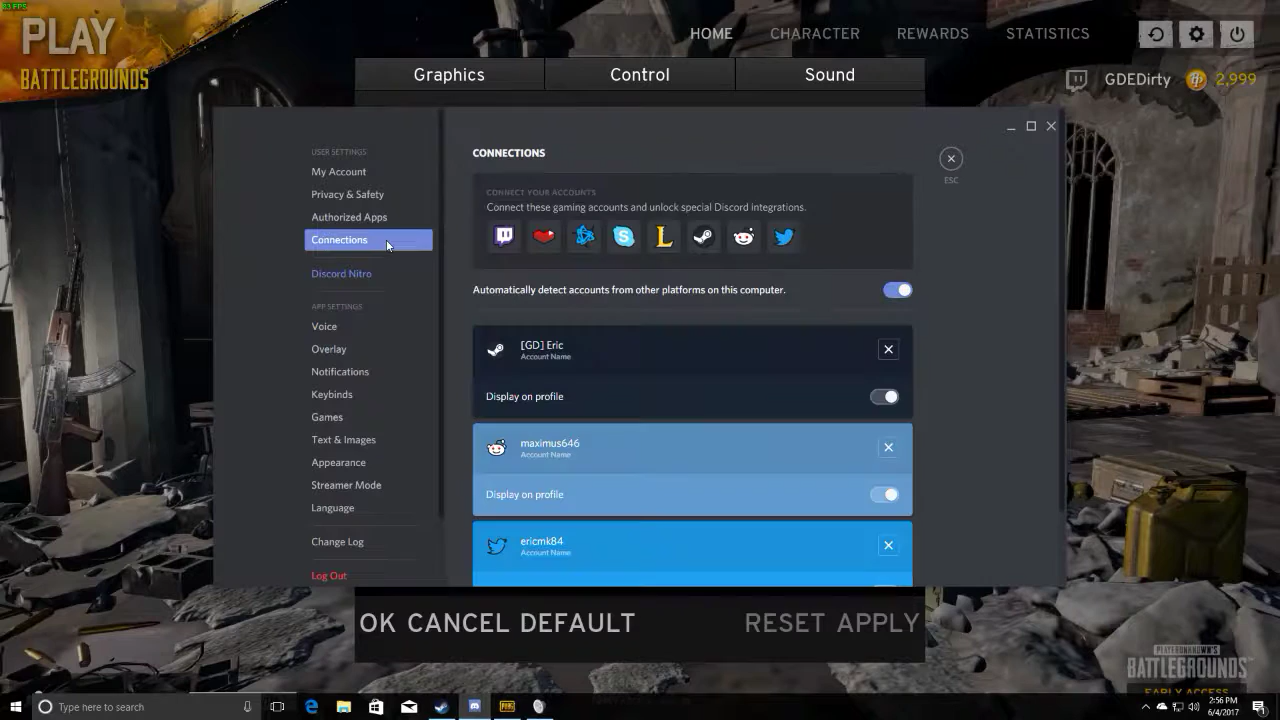 83 FPS
PLAY
BATTLEGROUNDS
HOME CHARACTER REWARDS STATISTICS
GDEDirty 2,999
Graphics Control Sound
USER SETTINGS
My Account
Privacy & Safety
Authorized Apps
Connections
Discord Nitro
APP SETTINGS
Voice
Overlay
Notifications
Keybinds
Games
Text & Images
Appearance
Streamer Mode
Language
Change Log
Log Out
CONNECTIONS
ESC
CONNECT YOUR ACCOUNTS
Connect these gaming accounts and unlock special Discord integrations.
Automatically detect accounts from other platforms on this computer.
[GD] Eric
Account Name
Display on profile
maximus646
Account Name
Display on profile
ericmk84
Account Name
OK CANCEL DEFAULT RESET APPLY
PLAYERUNKNOWN'S
BATTLEGROUNDS
EARLY ACCESS
Type here to search
2:56 PM
6/4/2017